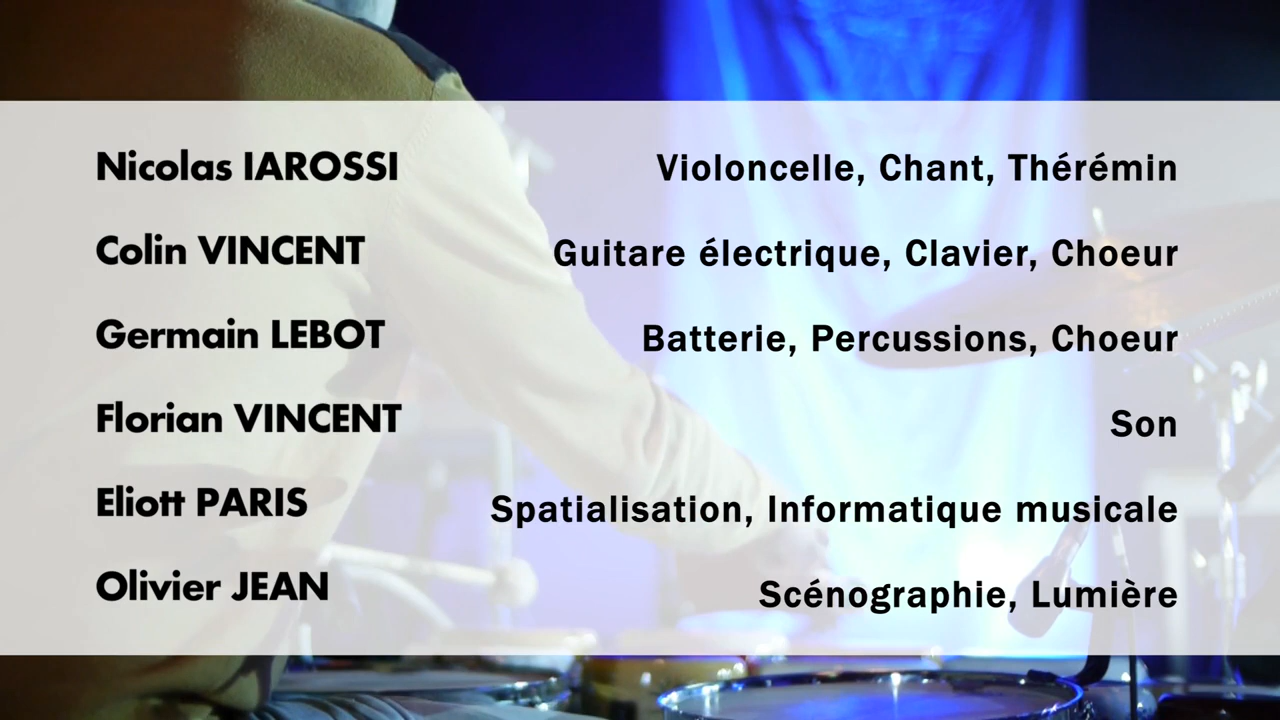 Nicolas IAROSSI Violoncelle, Chant, Thérémin
Colin VINCENT Guitare électrique, Clavier, Choeur
Germain LEBOT Batterie, Percussions, Choeur
Florian VINCENT Son
Eliott PARIS Spatialisation, Informatique musicale
Olivier JEAN Scénographie, Lumière